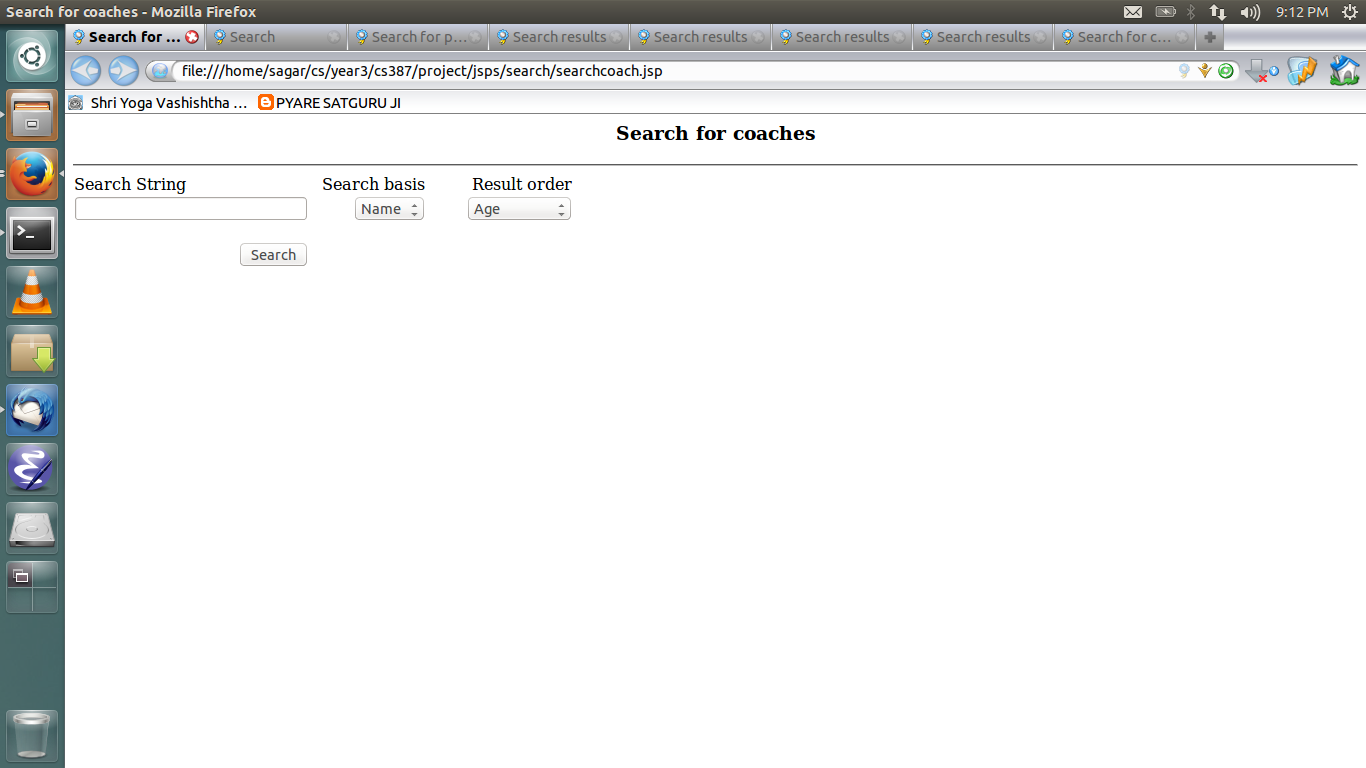 Search for coaches - Mozilla Firefox
9:12 PM
Search for ...
Search
Search for p...
Search results
Search results
Search results
Search results
Search for c...
file:///home/sagar/cs/year3/cs387/project/jsps/search/searchcoach.jsp
Shri Yoga Vashishtha ...
PYARE SATGURU JI
Search for coaches
Search String Search basis Result order
Name Age
Search